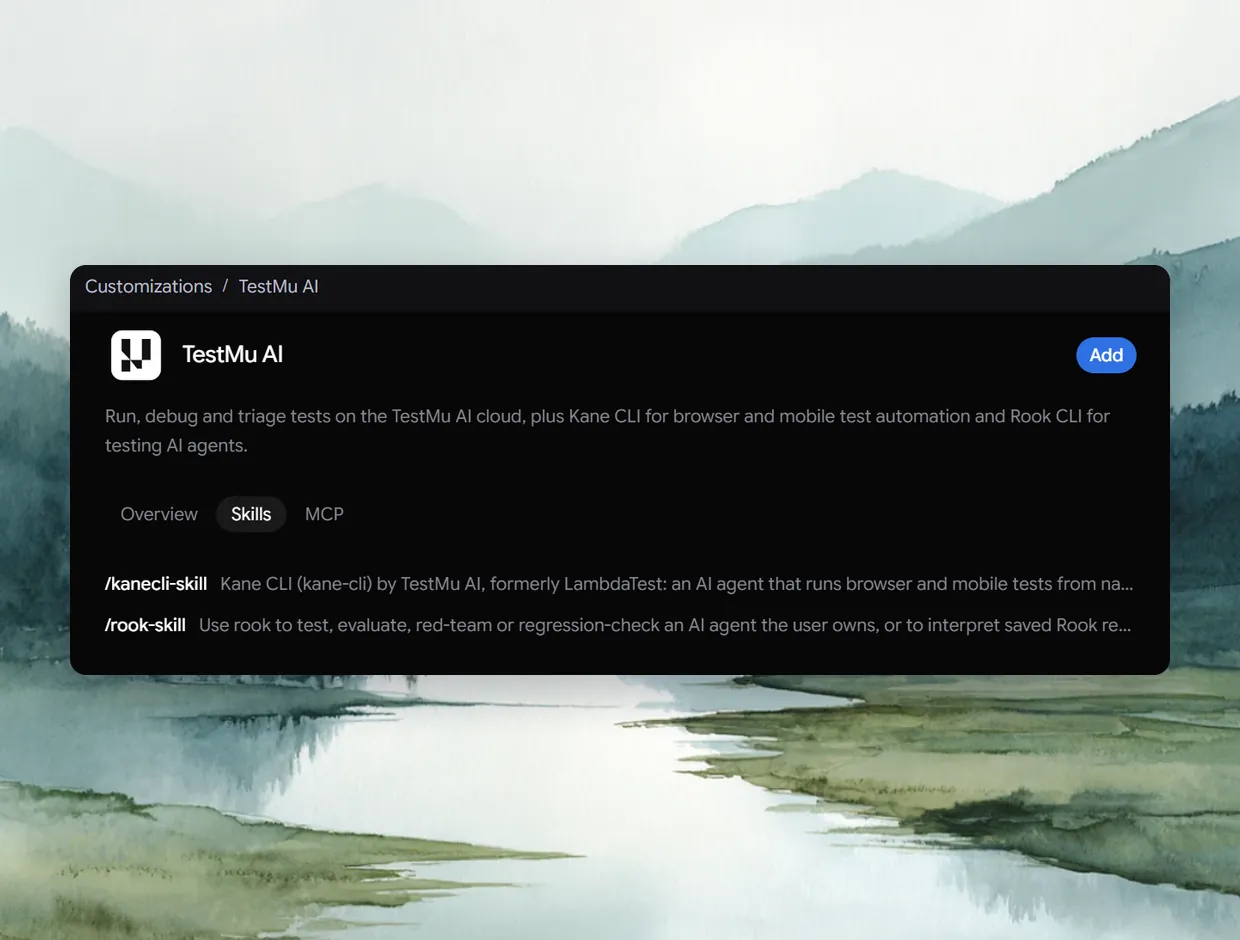 Customizations / TestMu AI
TestMu AI
Add
Run, debug and triage tests on the TestMu AI cloud, plus Kane CLI for browser and mobile test automation and Rook CLI for
testing AI agents.
Overview Skills MCP
/kanecli-skill Kane CLI (kane-cli) by TestMu AI, formerly LambdaTest: an AI agent that runs browser and mobile tests from na...
/rook-skill Use rook to test, evaluate, red-team or regression-check an AI agent the user owns, or to interpret saved Rook re...